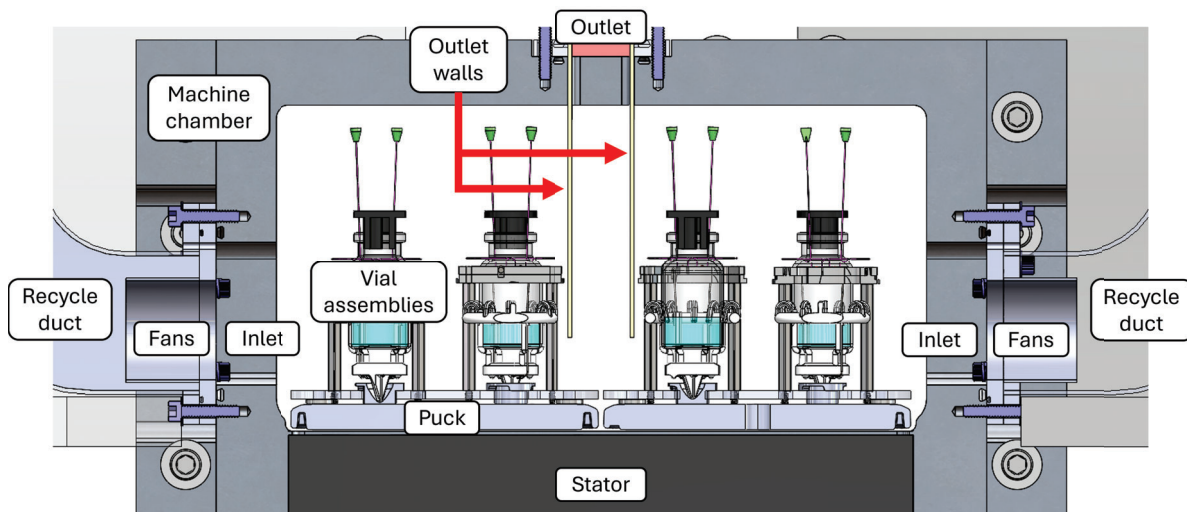 Outlet
Outlet
walls
Machine
chamber
Vial
assemblies
Recycle
duct
Fans
Inlet
Inlet
Fans
Recycle
duct
Puck
Stator